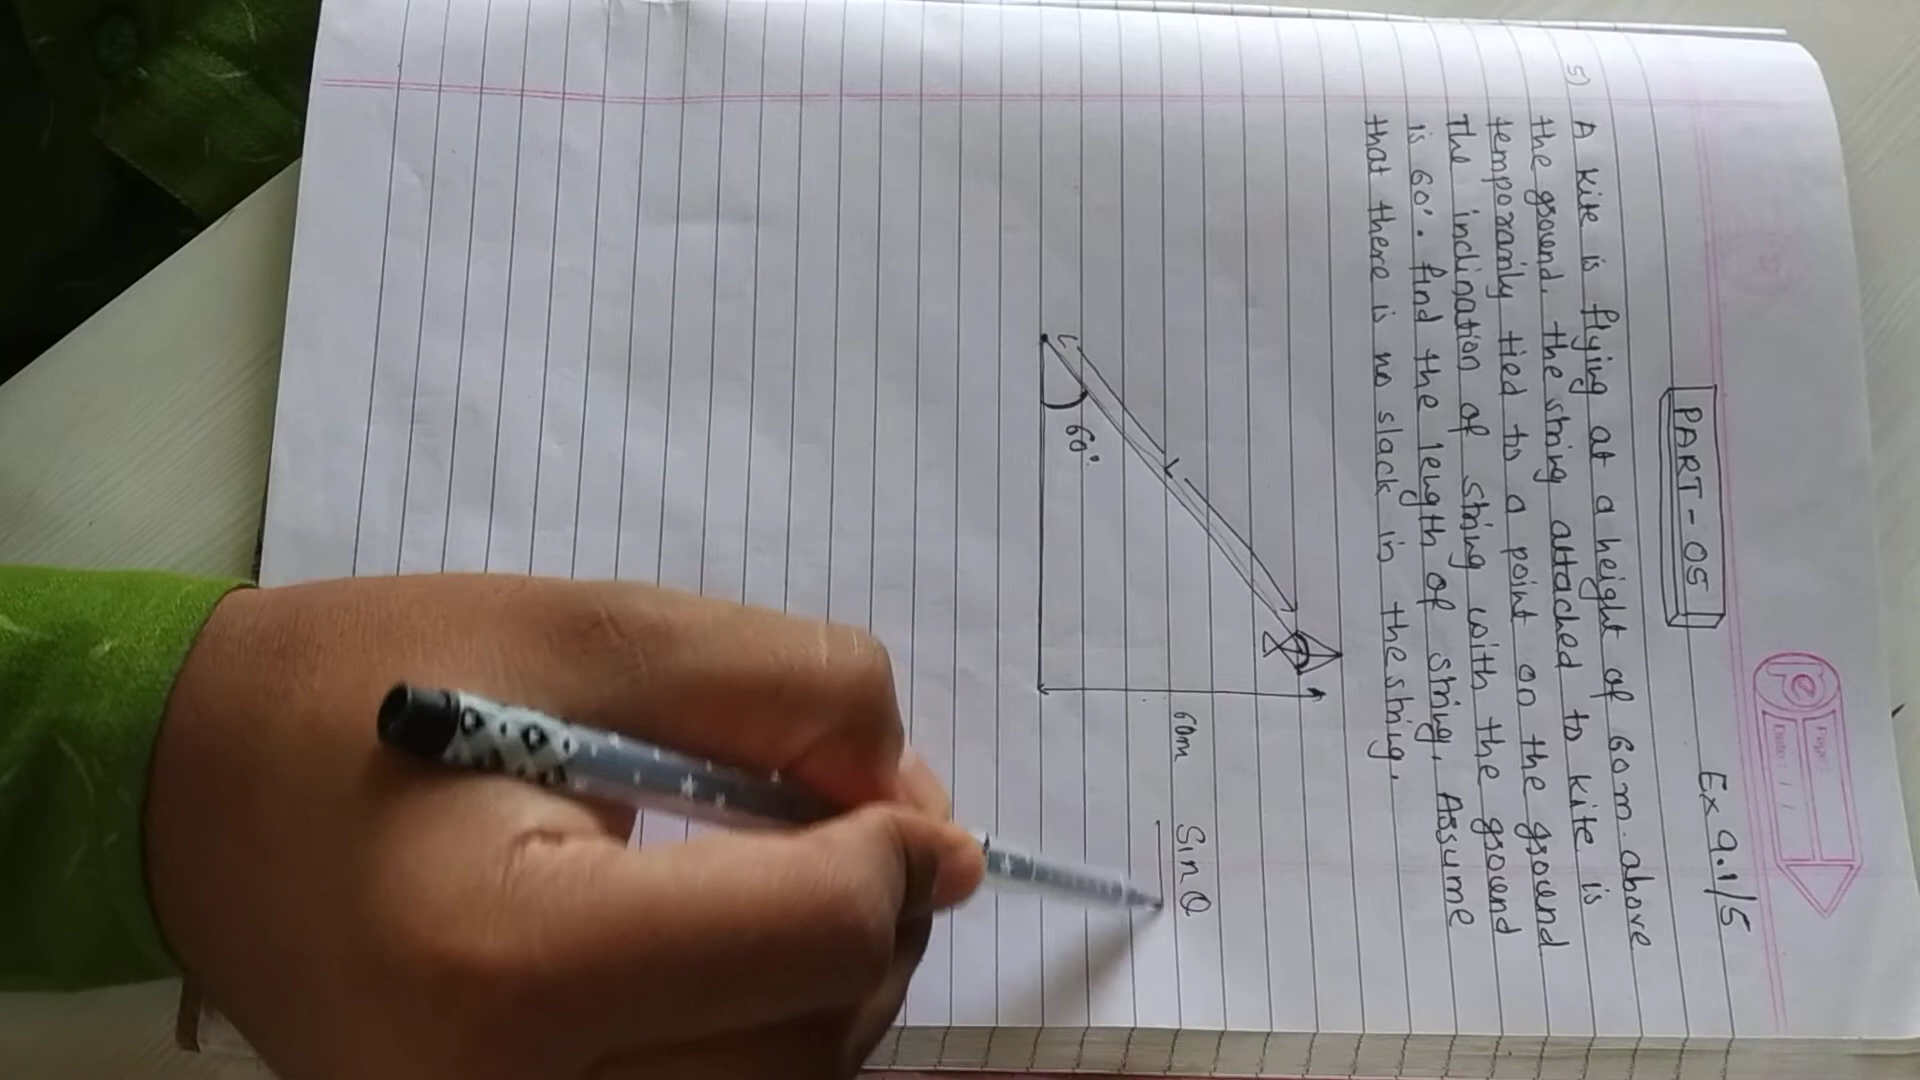 Page:
Date: / /
Ex 9.1/5
PART-05
5) A kite is flying at a height of 60m. above
the ground. the string attached to kite is
temporarily tied to a point on the ground
The inclination of string with the ground
is 60°. find the length of string. Assume
that there is no slack in the string.
60°
60m
Sin θ